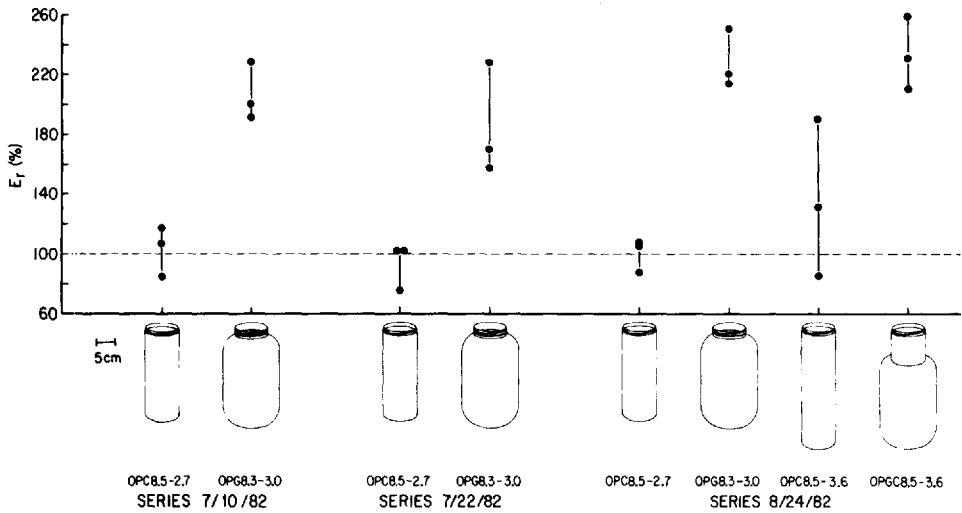 260
220
180
140
100
60
Er (%)
5cm
OPC8.5-2.7 OPG8.3-3.0 OPC8.5-2.7 OPG8.3-3.0 OPC8.5-2.7 OPG8.3-3.0 OPC8.5-3.6 OPGC8.5-3.6
SERIES 7/10/82 SERIES 7/22/82 SERIES 8/24/82